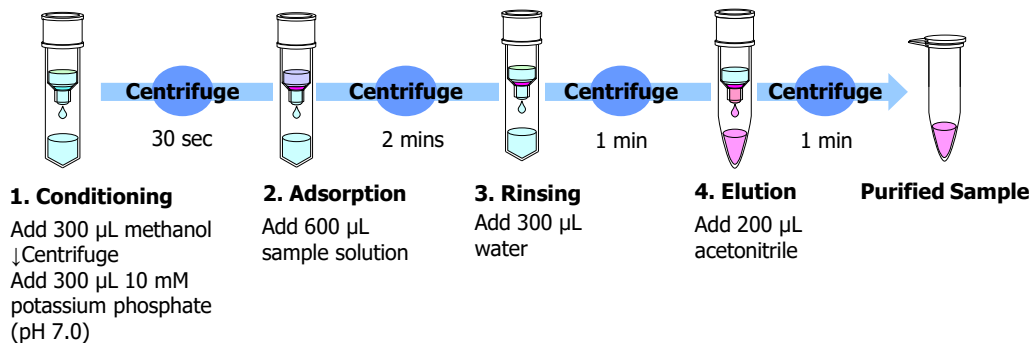 Centrifuge
Centrifuge
Centrifuge
Centrifuge
30 sec
2 mins
1 min
1 min
1. Conditioning
Add 300 µL methanol
↓Centrifuge
Add 300 µL 10 mM
potassium phosphate
(pH 7.0)
2. Adsorption
Add 600 µL
sample solution
3. Rinsing
Add 300 µL
water
4. Elution
Add 200 µL
acetonitrile
Purified Sample